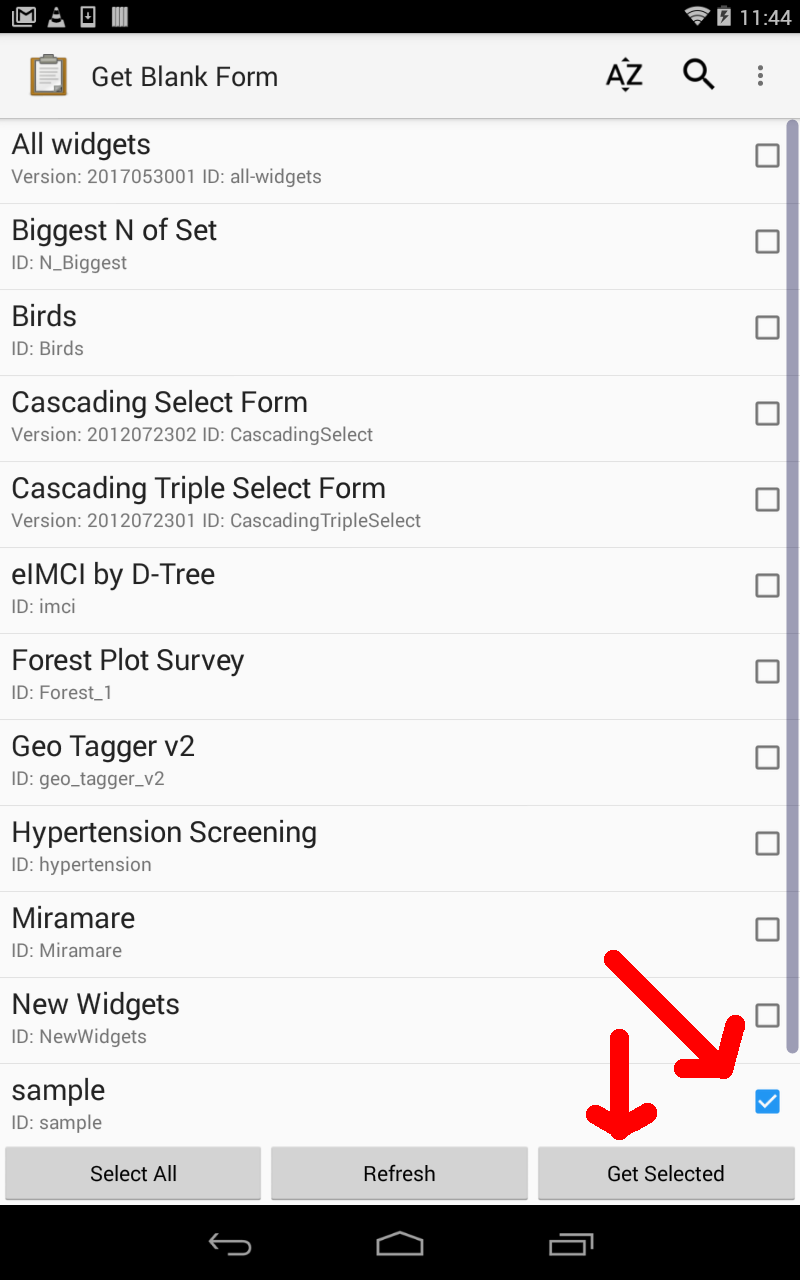 11:44
Get Blank Form
AZ
All widgets
Version: 2017053001 ID: all-widgets
Biggest N of Set
ID: N_Biggest
Birds
ID: Birds
Cascading Select Form
Version: 2012072302 ID: CascadingSelect
Cascading Triple Select Form
Version: 2012072301 ID: CascadingTripleSelect
eIMCI by D-Tree
ID: imci
Forest Plot Survey
ID: Forest_1
Geo Tagger v2
ID: geo_tagger_v2
Hypertension Screening
ID: hypertension
Miramare
ID: Miramare
New Widgets
ID: NewWidgets
sample
ID: sample
Select All Refresh Get Selected